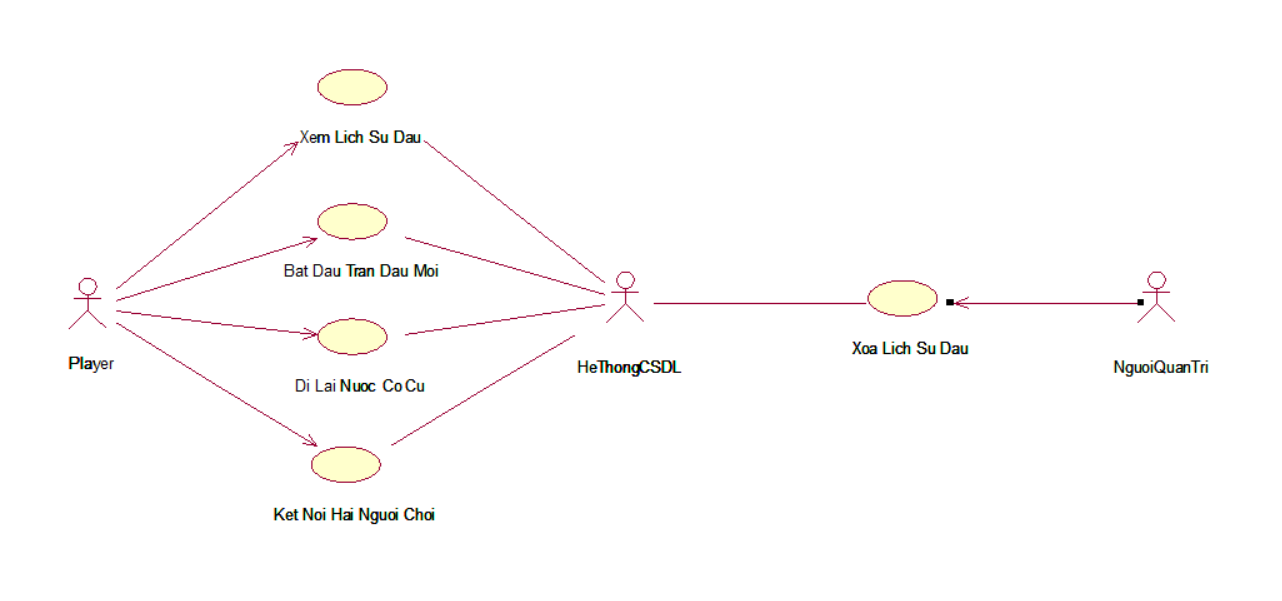 Xem Lich Su Dau
Bat Dau Tran Dau Moi
Player
Di Lai Nuoc Co Cu
HeThongCSDL
Xoa Lich Su Dau
NguoiQuanTri
Ket Noi Hai Nguoi Choi